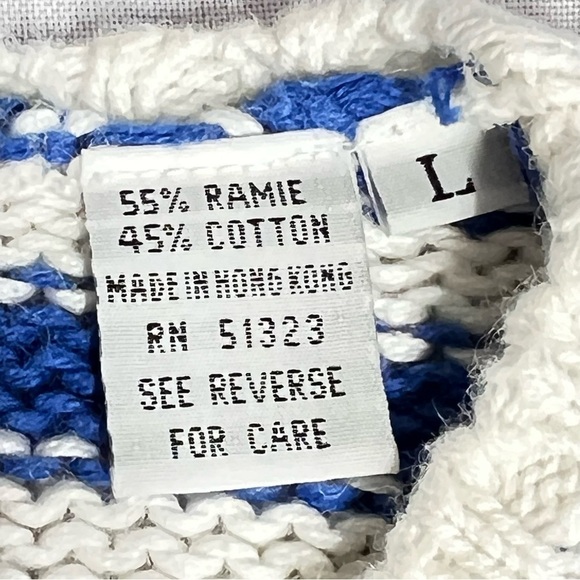 55% RAMIE
45% COTTON
MADE IN HONG KONG
RN 51323
SEE REVERSE
FOR CARE
L